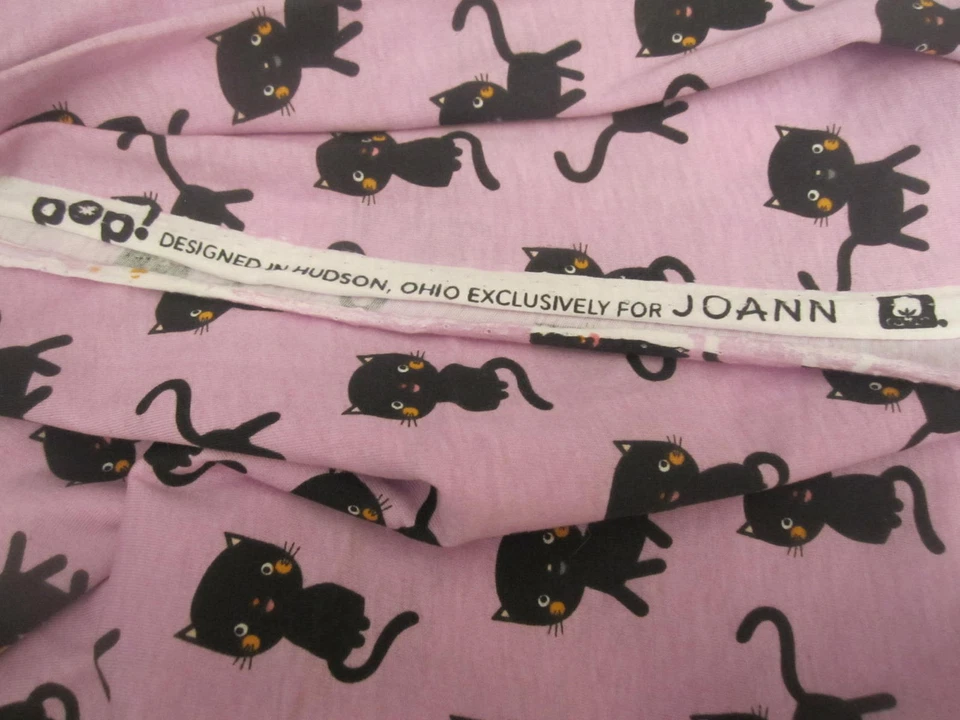 pop! DESIGNED IN HUDSON, OHIO EXCLUSIVELY FOR JOANN